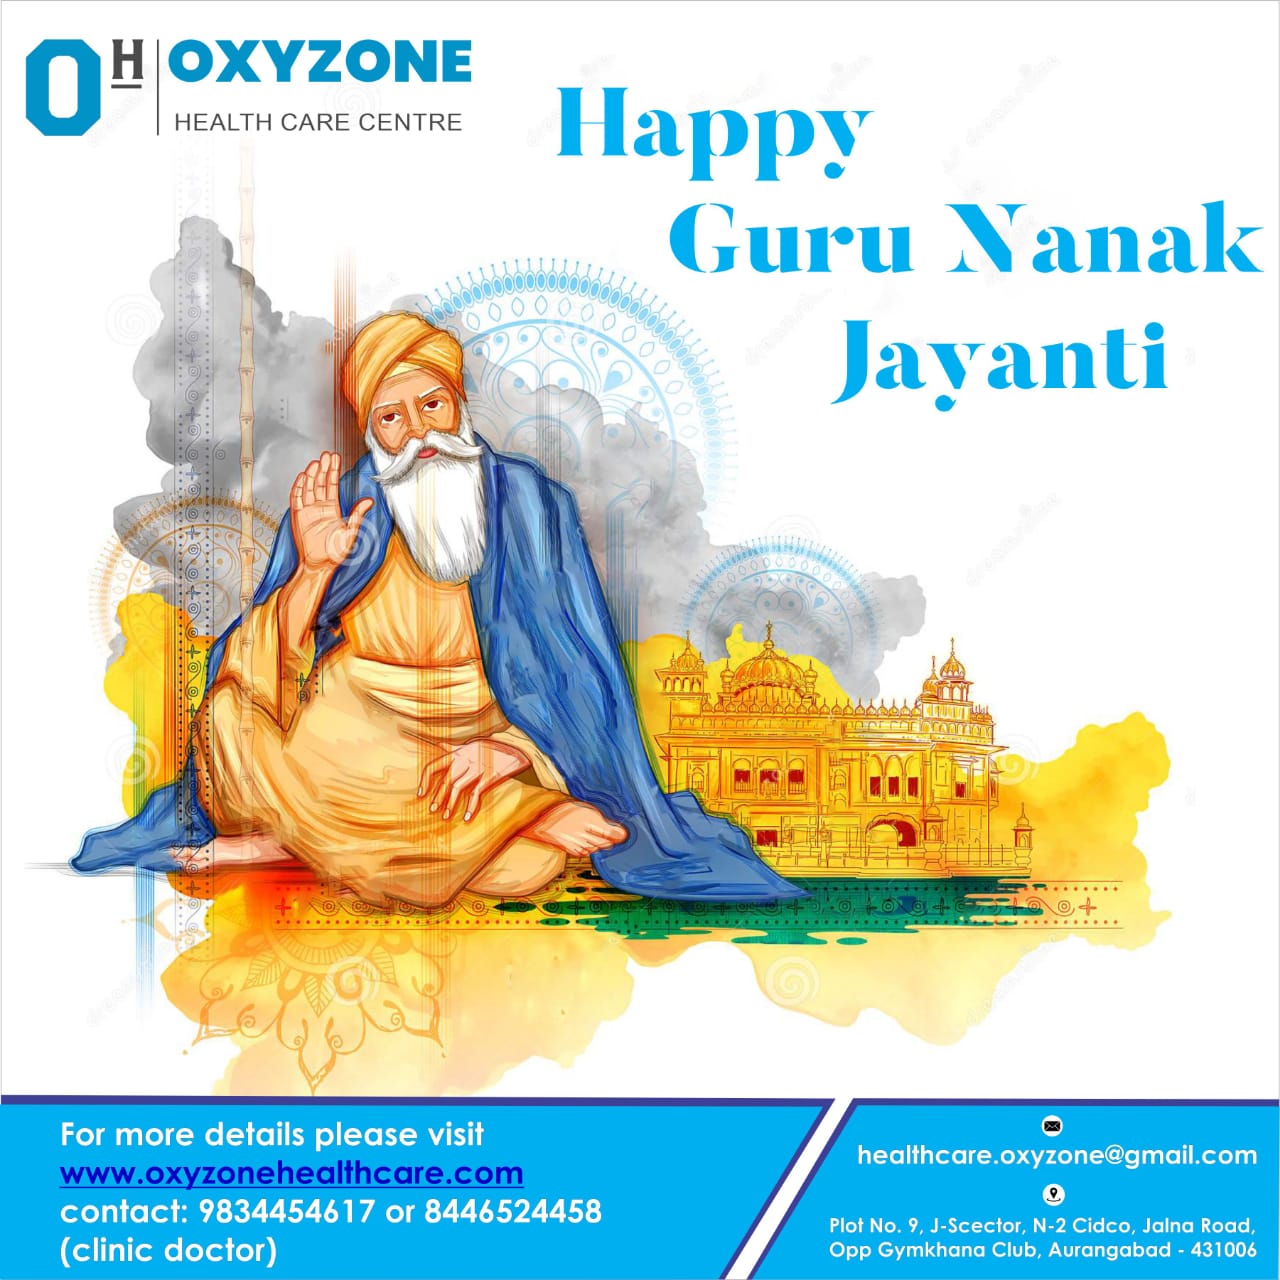 OH OXYZONE
HEALTH CARE CENTRE
Happy
Guru Nanak
Jayanti
For more details please visit
www.oxyzonehealthcare.com
contact: 9834454617 or 8446524458
(clinic doctor)
healthcare.oxyzone@gmail.com
Plot No. 9, J-Scector, N-2 Cidco, Jalna Road,
Opp Gymkhana Club, Aurangabad - 431006